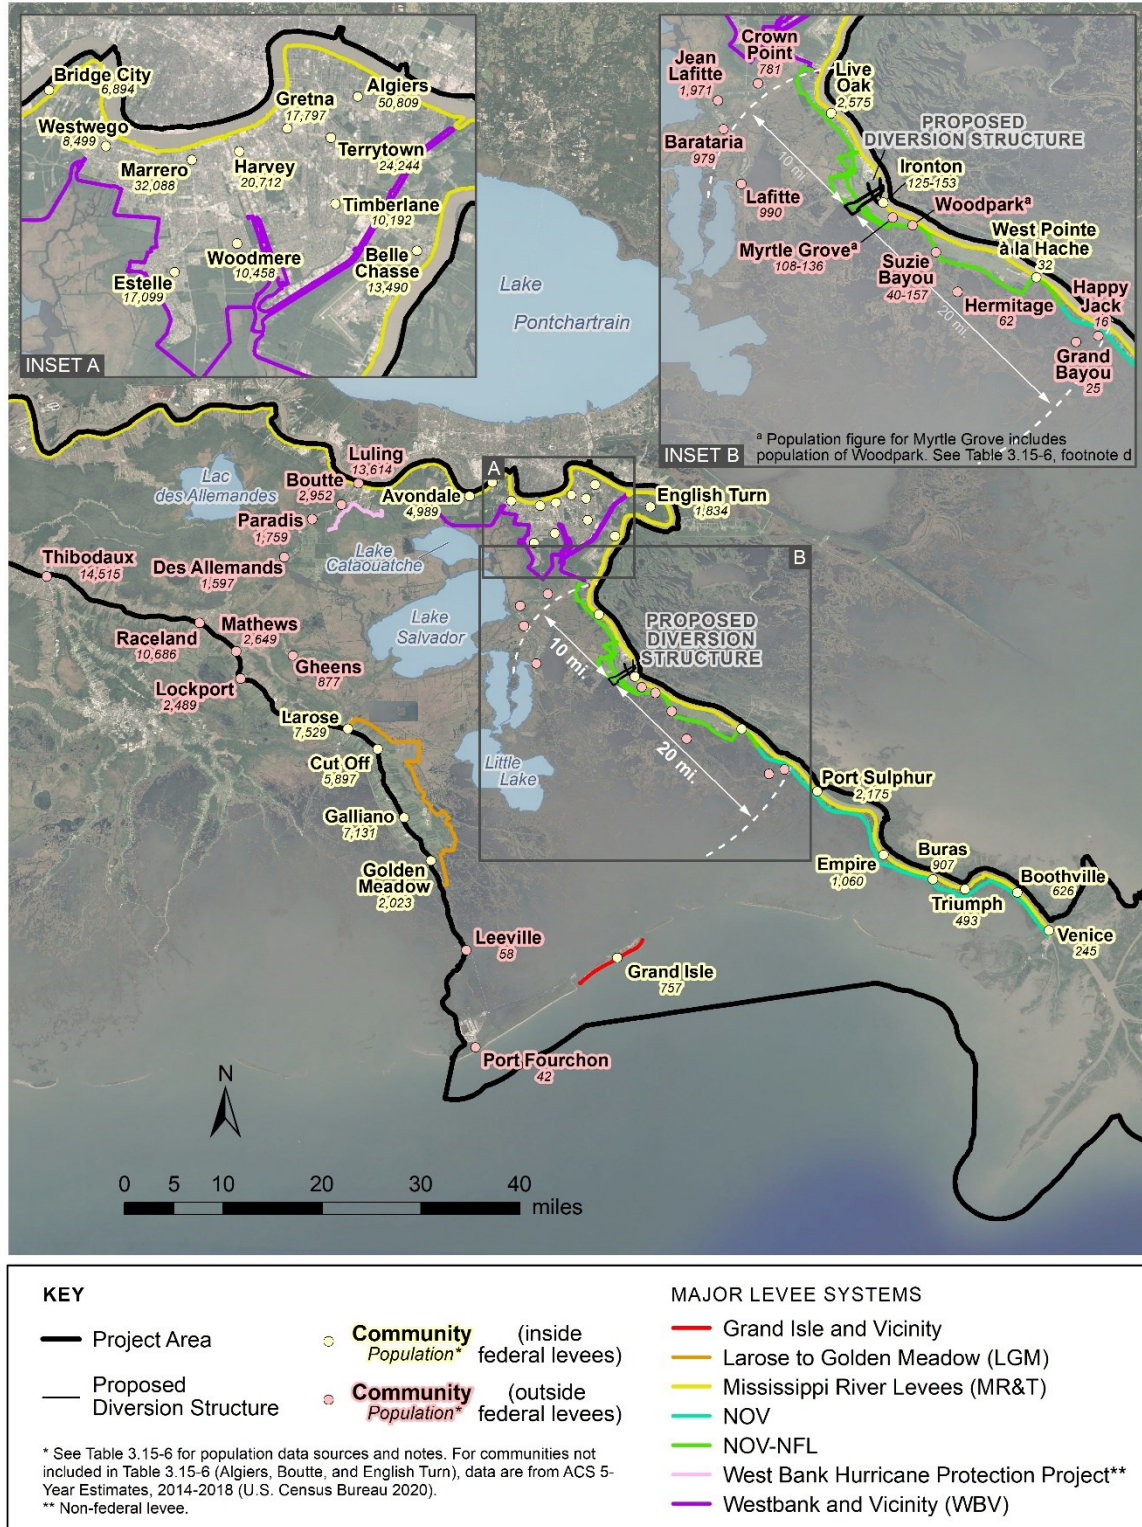 Bridge City
6,894
Westwego
8,499
Marrero
32,088
Gretna
17,797
Harvey
20,712
Algiers
50,809
Terrytown
24,244
Timberlane
10,192
Woodmere
10,458
Belle
Chasse
13,490
Estelle
17,099
INSET A
Lake
Pontchartrain
Crown
Point
781
Jean
Lafitte
1,971
Live
Oak
2,575
Barataria
979
PROPOSED
DIVERSION STRUCTURE
10 mi.
Ironton
125-153
Lafitte
990
Woodparkᵃ
Myrtle Groveᵃ
108-136
West Pointe
à la Hache
32
Suzie
Bayou
40-157
Hermitage
62
Happy
Jack
16
20 mi.
Grand
Bayou
25
INSET B
ᵃ Population figure for Myrtle Grove includes
population of Woodpark. See Table 3.15-6, footnote d
Luling
13,614
Lac
des Allemandes
Boutte
2,952
Avondale
4,989
A
English Turn
1,834
Paradis
1,759
Lake
Cataouatche
B
Thibodaux
14,515
Des Allemands
1,597
Lake
Salvador
PROPOSED
DIVERSION
STRUCTURE
Mathews
2,649
Raceland
10,686
Gheens
877
10 mi.
Lockport
2,489
Larose
7,529
20 mi.
Cut Off
5,897
Little
Lake
Port Sulphur
2,175
Galliano
7,131
Golden
Meadow
2,023
Empire
1,060
Buras
907
Boothville
626
Triumph
493
Venice
245
Leeville
58
Grand Isle
757
Port Fourchon
42
N
0 5 10 20 30 40
miles
KEY
Project Area
Proposed
Diversion Structure
Community (inside
Population* federal levees)
Community (outside
Population* federal levees)
* See Table 3.15-6 for population data sources and notes. For communities not
included in Table 3.15-6 (Algiers, Boutte, and English Turn), data are from ACS 5-
Year Estimates, 2014-2018 (U.S. Census Bureau 2020).
** Non-federal levee.
MAJOR LEVEE SYSTEMS
Grand Isle and Vicinity
Larose to Golden Meadow (LGM)
Mississippi River Levees (MR&T)
NOV
NOV-NFL
West Bank Hurricane Protection Project**
Westbank and Vicinity (WBV)